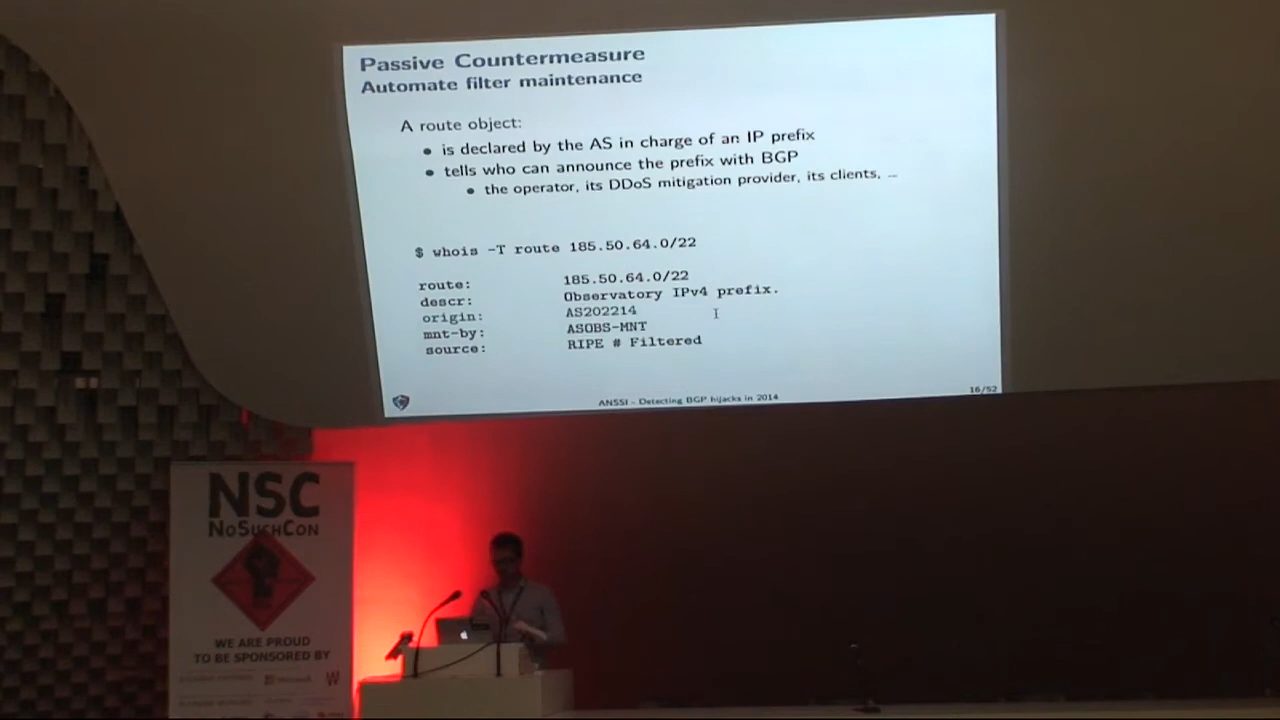 Passive Countermeasure
Automate filter maintenance
A route object:
• is declared by the AS in charge of an IP prefix
• tells who can announce the prefix with BGP
• the operator, its DDoS mitigation provider, its clients, ...
$ whois -T route 185.50.64.0/22
route: 185.50.64.0/22
descr: Observatory IPv4 prefix.
origin: AS202214
mnt-by: ASOBS-MNT
source: RIPE # Filtered
ANSSI - Detecting BGP hijacks in 2014
16/52
NSC
NoSuchCon
WE ARE PROUD
TO BE SPONSORED BY
Microsoft
W